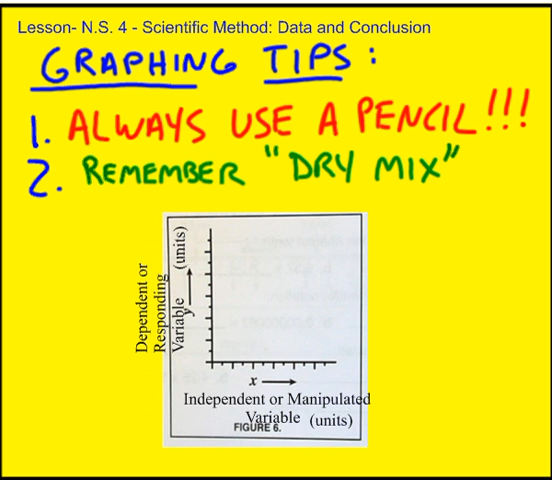 Lesson- N.S. 4 - Scientific Method: Data and Conclusion
GRAPHING TIPS:
1. ALWAYS USE A PENCIL!!!
2. REMEMBER "DRY MIX"
Dependent or
Responding
Variable (units)
y
x
Independent or Manipulated
Variable (units)
FIGURE 6.